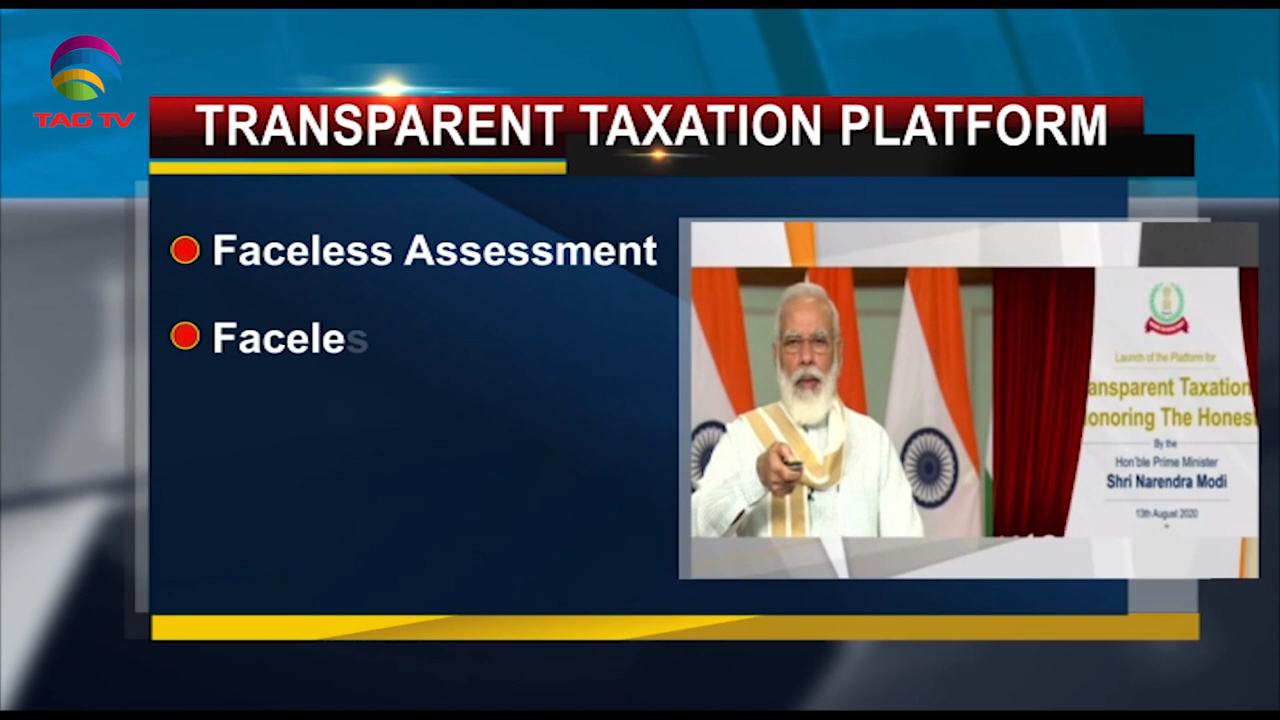 TAG TV
TRANSPARENT TAXATION PLATFORM
Faceless Assessment
Faceles
Launch of the Platform for
ansparent Taxation
onoring The Hones
By the
Hon'ble Prime Minister
Shri Narendra Modi
13th August 2020